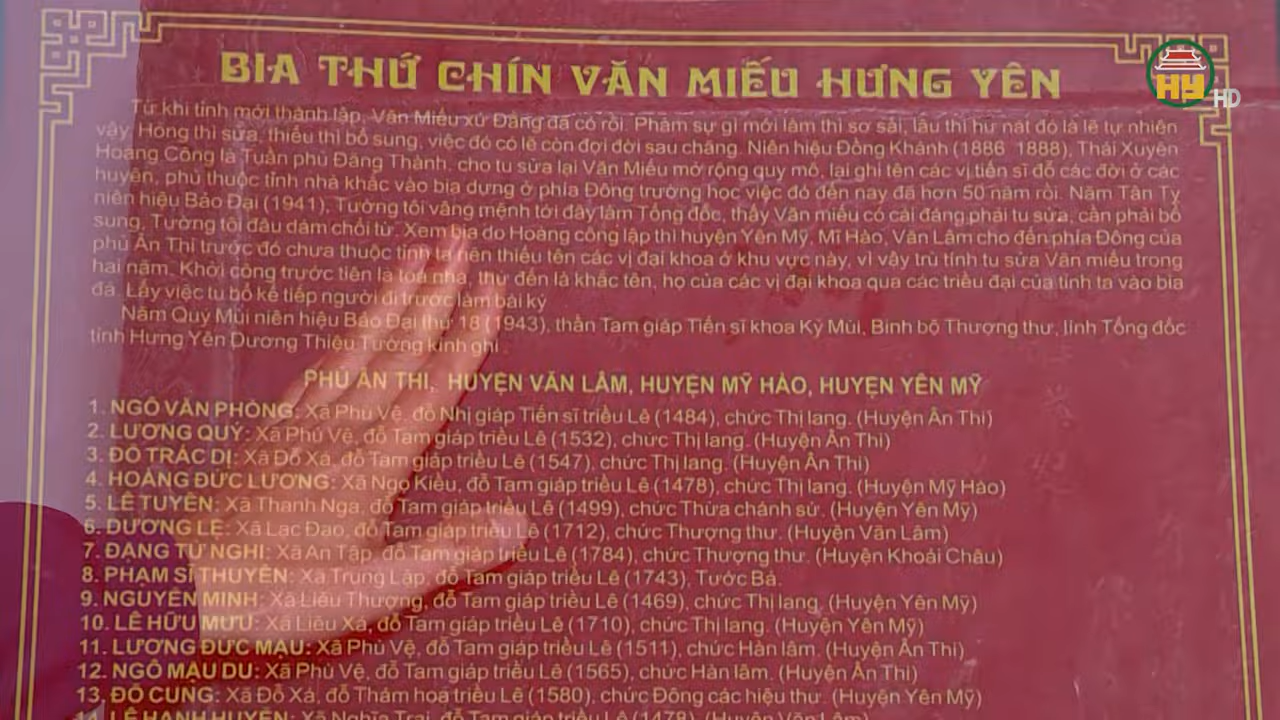 BIA THỨ CHÍN VĂN MIẾU HƯNG YÊN
HY
HD
Từ khi tỉnh mới thành lập, Văn Miếu xứ Đằng đã có rồi. Phàm sự gì mới làm thì sơ sài, lâu thì hư nát đó là lẽ tự nhiên
vậy. Hỏng thì sửa, thiếu thì bổ sung, việc đó có lẽ còn đợi đời sau chăng. Niên hiệu Đồng Khánh (1886 1888), Thái Xuyên
Hoàng Công là Tuần phủ Đặng Thành, cho tu sửa lại Văn Miếu mở rộng quy mô, lại ghi tên các vị tiến sĩ đỗ các đời ở các
huyện, phủ thuộc tỉnh nhà khắc vào bia dựng ở phía Đông trường học việc đó đến nay đã hơn 50 năm rồi. Năm Tân Tỵ
niên hiệu Bảo Đại (1941), Tường tôi vâng mệnh tới đây làm Tổng đốc, thấy Văn miếu có cái đáng phải tu sửa, cần phải bổ
sung, Tường tôi đâu dám chối từ. Xem bia do Hoàng công lập thì huyện Yên Mỹ, Mĩ Hào, Văn Lâm cho đến phía Đông của
phủ Ân Thi trước đó chưa thuộc tỉnh ta nên thiếu tên các vị đại khoa ở khu vực này, vì vậy trù tính tu sửa Văn miếu trong
hai năm. Khởi công trước tiên là toà nhà, thứ đến là khắc tên, họ của các vị đại khoa qua các triều đại của tỉnh ta vào bia
đá. Lấy việc tu bổ kế tiếp người đi trước làm bài ký
Năm Quý Mùi niên hiệu Bảo Đại thứ 18 (1943), thần Tam giáp Tiến sĩ khoa Kỷ Mùi, Binh bộ Thượng thư, lĩnh Tổng đốc
tỉnh Hưng Yên Dương Thiệu Tường kính ghi .
PHỦ ÂN THI, HUYỆN VĂN LÂM, HUYỆN MỸ HÀO, HUYỆN YÊN MỸ
1. NGÔ VĂN PHÒNG: Xã Phù Vệ, đỗ Nhị giáp Tiến sĩ triều Lê (1484), chức Thị lang. (Huyện Ân Thi)
2. LƯƠNG QUÝ: Xã Phù Vệ, đỗ Tam giáp triều Lê (1532), chức Thị lang. (Huyện Ân Thi)
3. ĐỖ TRÁC DỊ: Xã Đỗ Xá, đỗ Tam giáp triều Lê (1547), chức Thị lang. (Huyện Ân Thi)
4. HOÀNG ĐỨC LƯƠNG: Xã Ngọ Kiều, đỗ Tam giáp triều Lê (1478), chức Thị lang. (Huyện Mỹ Hào)
5. LÊ TUYÊN: Xã Thanh Nga, đỗ Tam giáp triều Lê (1499), chức Thừa chánh sứ. (Huyện Yên Mỹ)
6. DƯƠNG LỆ: Xã Lạc Đạo, đỗ Tam giáp triều Lê (1712), chức Thượng thư. (Huyện Văn Lâm)
7. ĐẶNG TỰ NGHI: Xã An Tập, đỗ Tam giáp triều Lê (1784), chức Thượng thư. (Huyện Khoái Châu)
8. PHẠM SĨ THUYÊN: Xã Trung Lập, đỗ Tam giáp triều Lê (1743), Tước Bá.
9. NGUYỄN MINH: Xã Liêu Thượng, đỗ Tam giáp triều Lê (1469), chức Thị lang. (Huyện Yên Mỹ)
10. LÊ HỮU MƯU: Xã Liêu Xá, đỗ Tam giáp triều Lê (1710), chức Thị lang. (Huyện Yên Mỹ)
11. LƯƠNG ĐỨC MẬU: Xã Phù Vệ, đỗ Tam giáp triều Lê (1511), chức Hàn lâm. (Huyện Ân Thi)
12. NGÔ MẬU DU: Xã Phù Vệ, đỗ Tam giáp triều Lê (1565), chức Hàn lâm. (Huyện Ân Thi)
13. ĐỖ CUNG: Xã Đỗ Xá, đỗ Thám hoa triều Lê (1580), chức Đông các hiệu thư. (Huyện Yên Mỹ)
14. LÊ HẠNH HUYÊN: Xã Nghĩa Trai, đỗ Tam giáp triều Lê (1478). (Huyện Văn Lâm)